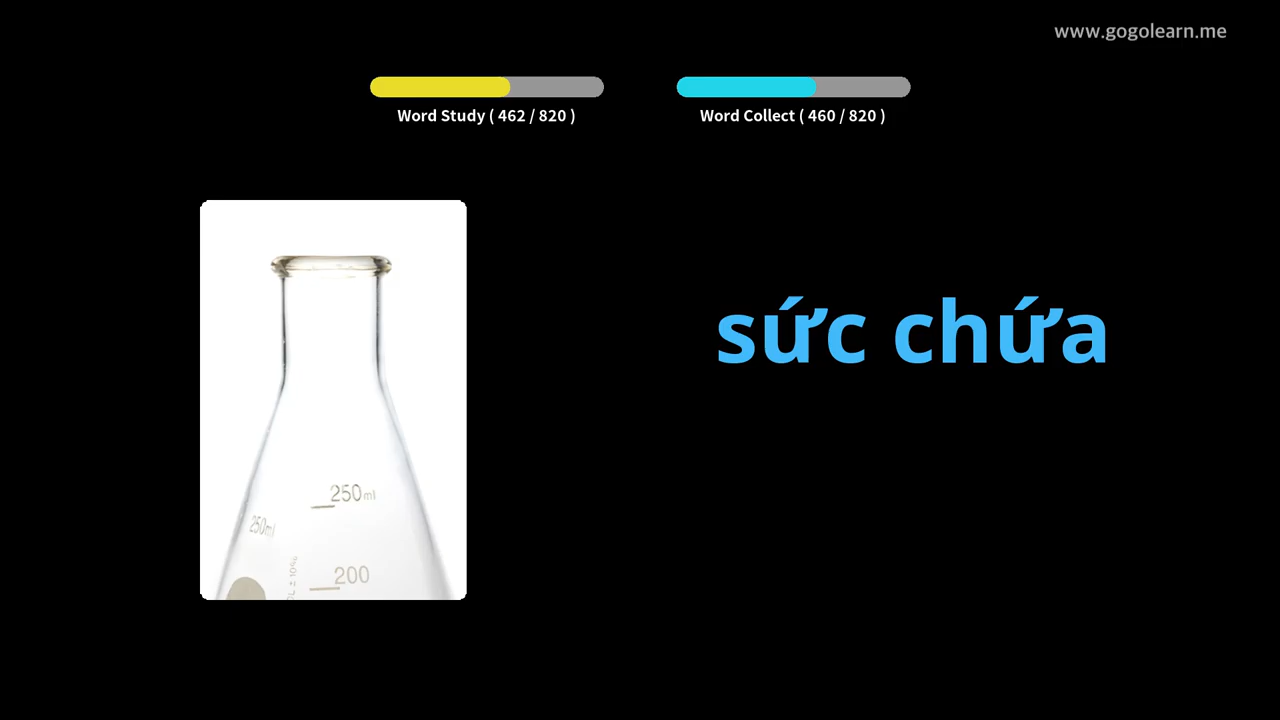 www.gogolearn.me
Word Study ( 462 / 820 )
Word Collect ( 460 / 820 )
sức chứa
250ml
250ml
200